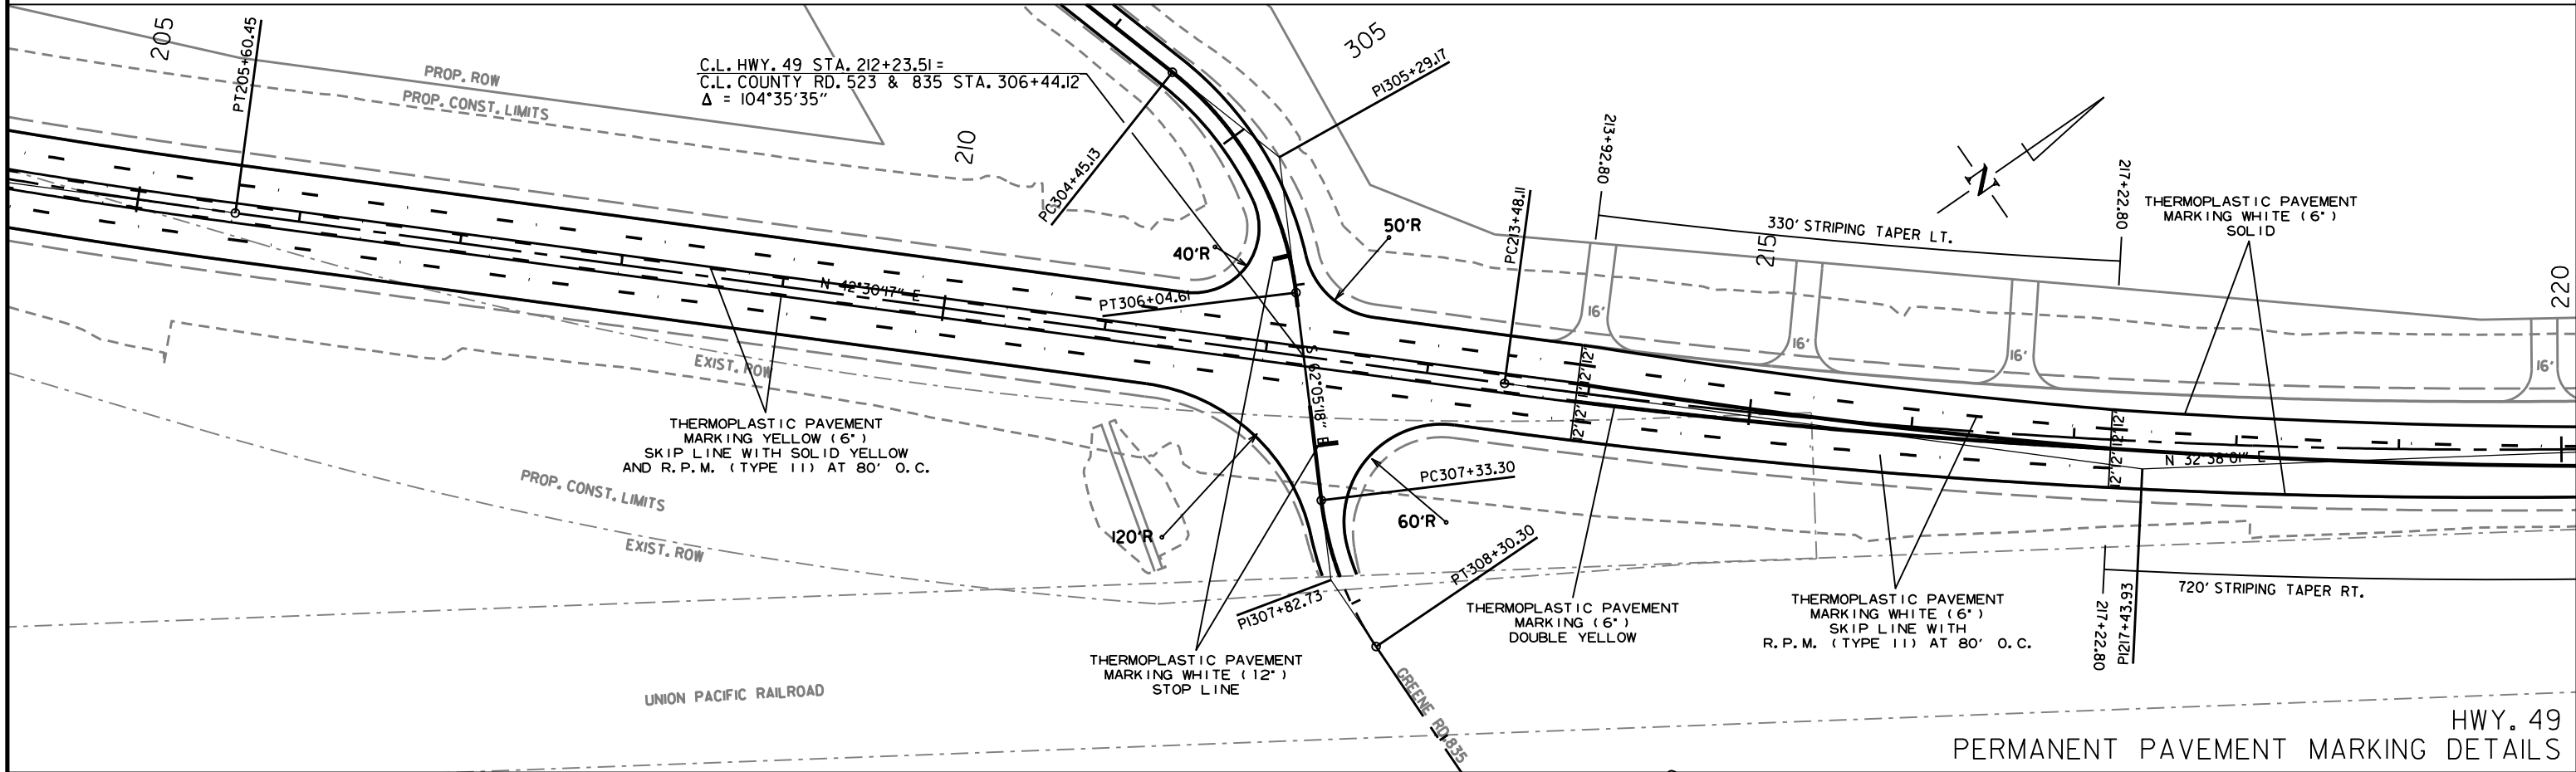 205
PT205+60.45
PROP. ROW
PROP. CONST. LIMITS
C.L. HWY. 49 STA. 212+23.51 =
C.L. COUNTY RD. 523 & 835 STA. 306+44.12
Δ = 104°35'35"
210
PC304+45.13
305
PI305+29.17
40'R
50'R
PT306+04.61
N 42°30'17" E
S 62°05'18" E
PC213+48.11
213+92.80
330' STRIPING TAPER LT.
215
217+22.80
N
THERMOPLASTIC PAVEMENT
MARKING WHITE (6")
SOLID
220
16'
16'
16'
16'
12'
12'
12'
12'
12'
12'
12'
12'
12'
12'
N 32°38'01" E
EXIST. ROW
THERMOPLASTIC PAVEMENT
MARKING YELLOW (6")
SKIP LINE WITH SOLID YELLOW
AND R.P.M. (TYPE II) AT 80' O.C.
PROP. CONST. LIMITS
EXIST. ROW
120'R
60'R
PC307+33.30
PT308+30.30
PI307+82.73
THERMOPLASTIC PAVEMENT
MARKING WHITE (12")
STOP LINE
THERMOPLASTIC PAVEMENT
MARKING (6")
DOUBLE YELLOW
THERMOPLASTIC PAVEMENT
MARKING WHITE (6")
SKIP LINE WITH
R.P.M. (TYPE II) AT 80' O.C.
217+22.80
PI217+43.93
720' STRIPING TAPER RT.
UNION PACIFIC RAILROAD
GREENE RD.835
HWY. 49
PERMANENT PAVEMENT MARKING DETAILS